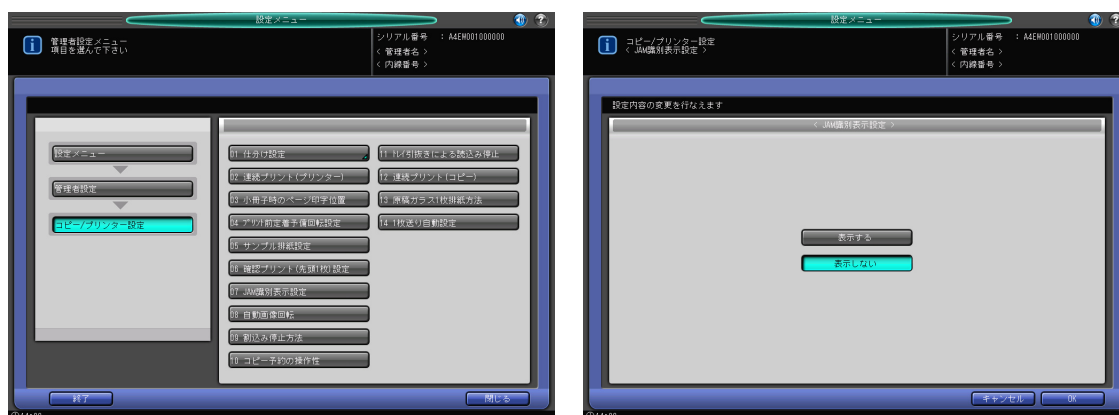 設定メニュー
管理者設定メニュー
項目を選んで下さい
シリアル番号 : A4EM001000000
< 管理者名 >
< 内線番号 >
設定メニュー
管理者設定
コピー/プリンター設定
01 仕分け設定
02 連続プリント(プリンター)
03 小冊子時のページ印字位置
04 プリント前定着予備回転設定
05 サンプル排紙設定
06 確認プリント(先頭1枚)設定
07 JAM識別表示設定
08 自動画像回転
09 割込み停止方法
10 コピー予約の操作性
11 トレイ引抜きによる読込み停止
12 連続プリント(コピー)
13 原稿ガラス1枚排紙方法
14 1枚送り自動設定
終了
閉じる
設定メニュー
コピー/プリンター設定
< JAM識別表示設定 >
シリアル番号 : A4EM001000000
< 管理者名 >
< 内線番号 >
設定内容の変更を行なえます
< JAM識別表示設定 >
表示する
表示しない
キャンセル
OK